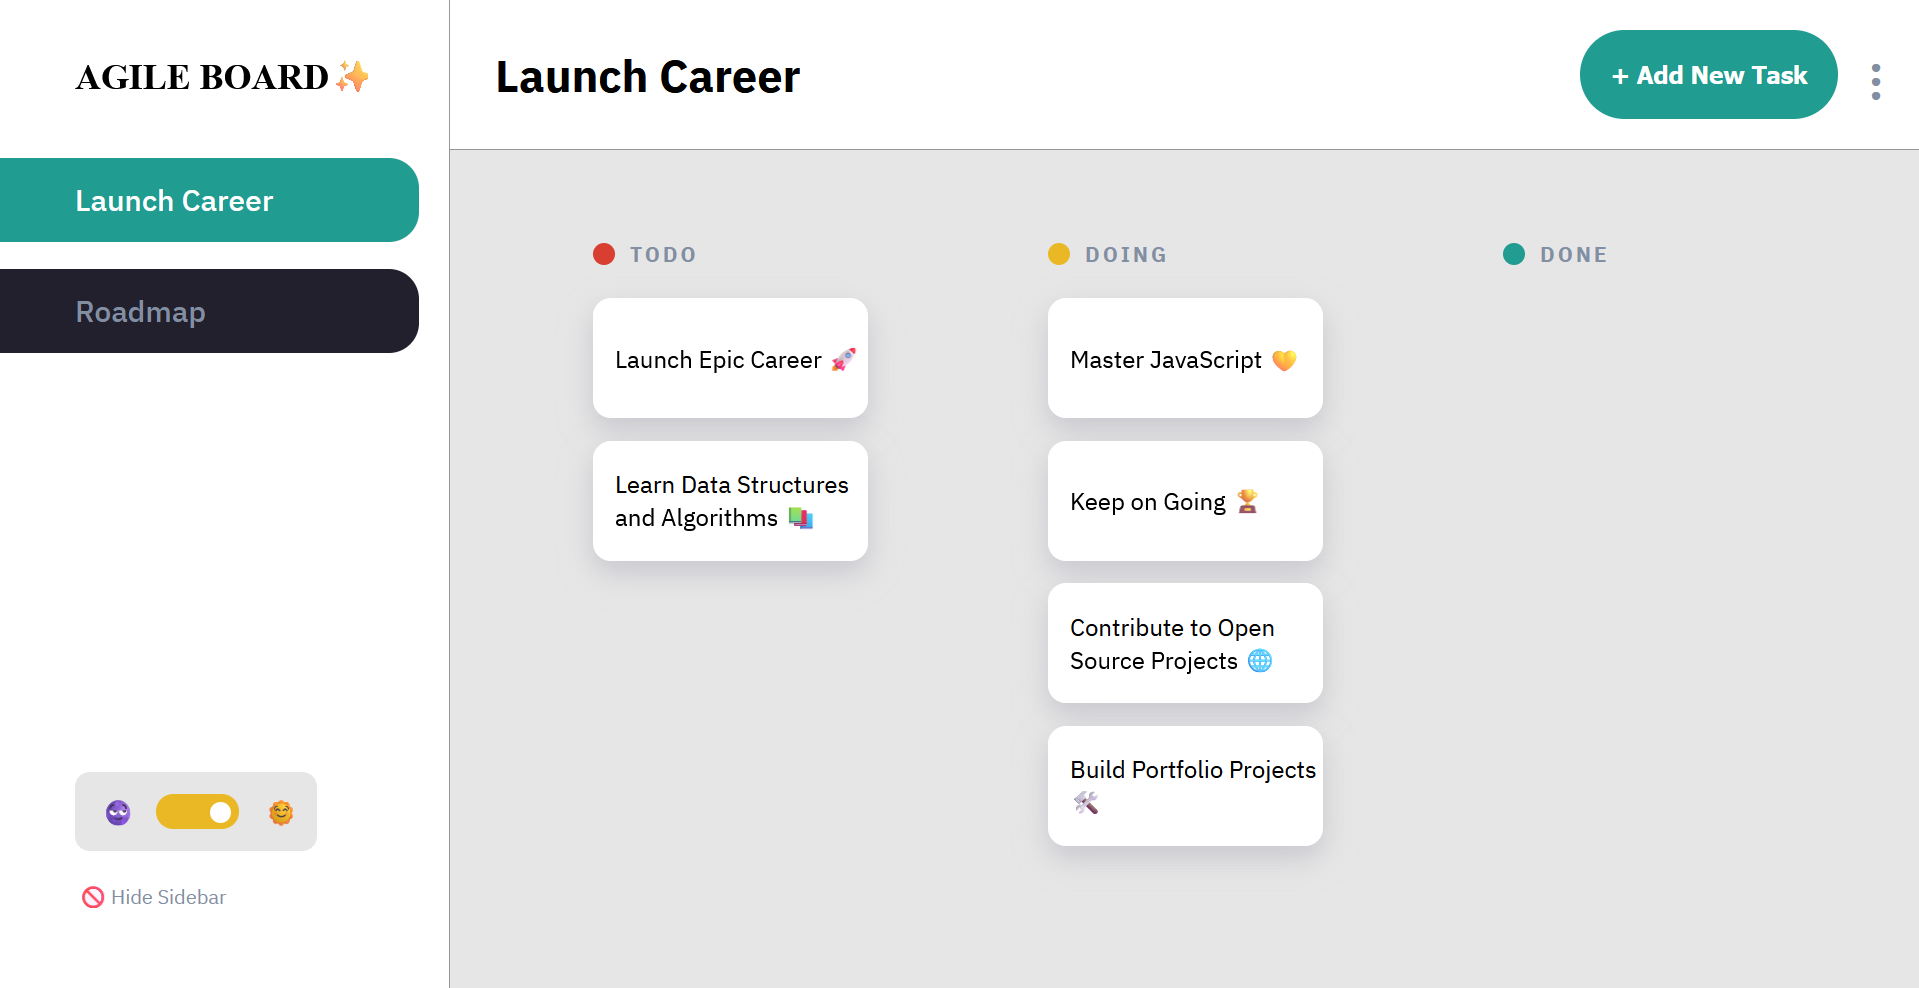 AGILE BOARD✨
Launch Career
Roadmap
🚫 Hide Sidebar
Launch Career
+ Add New Task
TODO
Launch Epic Career 🚀
Learn Data Structures
and Algorithms 📚
DOING
Master JavaScript 💛
Keep on Going 🏆
Contribute to Open
Source Projects 🌐
Build Portfolio Projects
🛠️
DONE